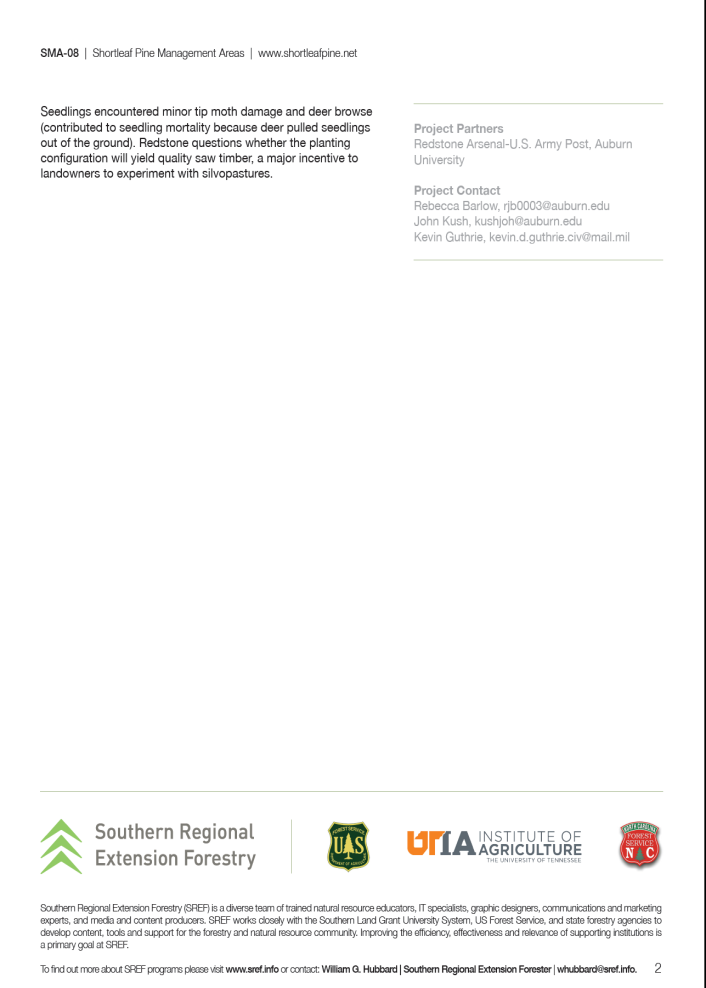 SMA-08 | Shortleaf Pine Management Areas | www.shortleafpine.net
Seedlings encountered minor tip moth damage and deer browse
(contributed to seedling mortality because deer pulled seedlings
out of the ground). Redstone questions whether the planting
configuration will yield quality saw timber, a major incentive to
landowners to experiment with silvopastures.
Project Partners
Redstone Arsenal-U.S. Army Post, Auburn
University
Project Contact
Rebecca Barlow, rjb0003@auburn.edu
John Kush, kushjoh@auburn.edu
Kevin Guthrie, kevin.d.guthrie.civ@mail.mil
Southern Regional
Extension Forestry
FOREST SERVICE
U S
DEPARTMENT OF AGRICULTURE
UTIA INSTITUTE OF
AGRICULTURE
THE UNIVERSITY OF TENNESSEE
NORTH CAROLINA
FOREST
SERVICE
N C
Southern Regional Extension Forestry (SREF) is a diverse team of trained natural resource educators, IT specialists, graphic designers, communications and marketing
experts, and media and content producers. SREF works closely with the Southern Land Grant University System, US Forest Service, and state forestry agencies to
develop content, tools and support for the forestry and natural resource community. Improving the efficiency, effectiveness and relevance of supporting institutions is
a primary goal at SREF.
To find out more about SREF programs please visit www.sref.info or contact: William G. Hubbard | Southern Regional Extension Forester | whubbard@sref.info. 2